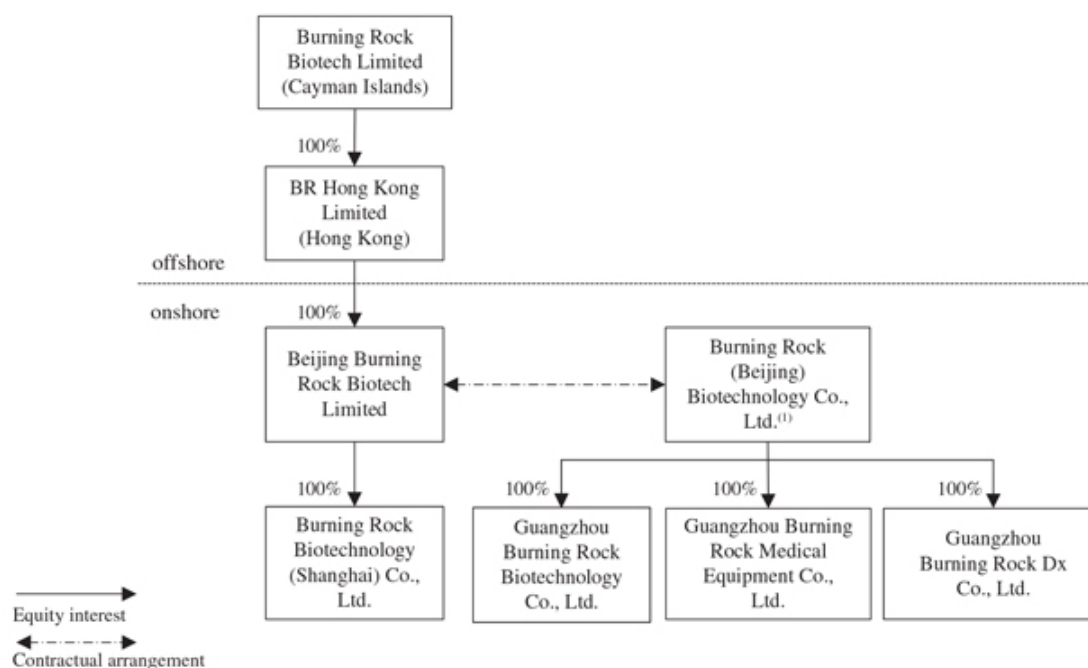 Burning Rock
Biotech Limited
(Cayman Islands)
100%
BR Hong Kong
Limited
(Hong Kong)
offshore
onshore
100%
Beijing Burning
Rock Biotech
Limited
Burning Rock
(Beijing)
Biotechnology Co.,
Ltd.(1)
100%
100%
100%
100%
Burning Rock
Biotechnology
(Shanghai) Co.,
Ltd.
Guangzhou
Burning Rock
Biotechnology
Co., Ltd.
Guangzhou Burning
Rock Medical
Equipment Co.,
Ltd.
Guangzhou
Burning Rock Dx
Co., Ltd.
Equity interest
Contractual arrangement